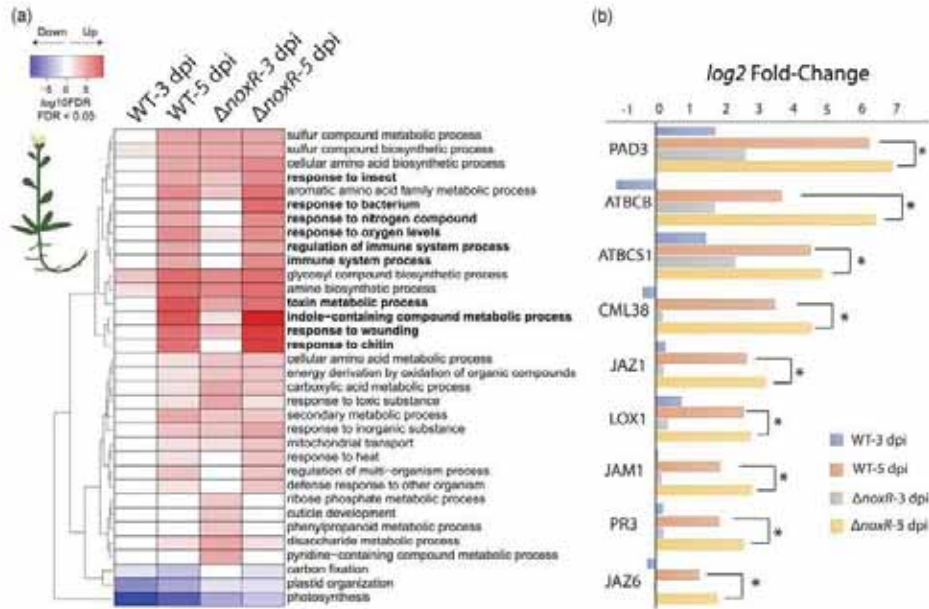 (a)
Down Up
-5 0 5
log10FDR
FDR < 0.05
WT-3 dpi
WT-5 dpi
ΔnoxR-3 dpi
ΔnoxR-5 dpi
sulfur compound metabolic process
sulfur compound biosynthetic process
cellular amino acid biosynthetic process
response to insect
aromatic amino acid family metabolic process
response to bacterium
response to nitrogen compound
response to oxygen levels
regulation of immune system process
immune system process
glycosyl compound biosynthetic process
amino biosynthetic process
toxin metabolic process
indole-containing compound metabolic process
response to wounding
response to chitin
cellular amino metabolic process
energy derivation by oxidation of organic compounds
carboxylic acid metabolic process
response to toxic substance
secondary metabolic process
response to inorganic substance
mitochondrial transport
response to heat
regulation of multi-organism process
defense response to other organism
ribose phosphate metabolic process
cuticle development
phenylpropanoid metabolic process
disaccharide metabolic process
pyridine-containing compound metabolic process
carbon fixation
plastid organization
photosynthesis
(b)
log2 Fold-Change
-1 0 1 2 3 4 5 6 7
PAD3 *
ATBCB *
ATBCS1 *
CML38 *
JAZ1 *
LOX1 *
JAM1 *
PR3 *
JAZ6 *
WT-3 dpi
WT-5 dpi
ΔnoxR-3 dpi
ΔnoxR-5 dpi